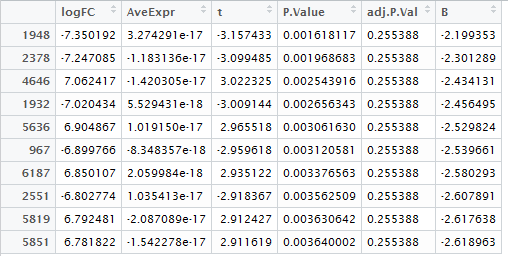 logFC AveExpr t P.Value adj.P.Val B
1948 -7.350192 3.274291e-17 -3.157433 0.001618117 0.255388 -2.199353
2378 -7.247085 -1.183136e-17 -3.099485 0.001968683 0.255388 -2.301289
4646 7.062417 -1.420305e-17 3.022325 0.002543916 0.255388 -2.434131
1932 -7.020434 5.529431e-18 -3.009144 0.002656343 0.255388 -2.456495
5636 6.904867 1.019150e-17 2.965518 0.003061630 0.255388 -2.529824
967 -6.899766 -8.348357e-18 -2.959618 0.003120581 0.255388 -2.539661
6187 6.850107 2.059984e-18 2.935122 0.003376563 0.255388 -2.580293
2551 -6.802774 1.035413e-17 -2.918367 0.003562509 0.255388 -2.607891
5819 6.792481 -2.087089e-17 2.912427 0.003630642 0.255388 -2.617638
5851 6.781822 -1.542278e-17 2.911619 0.003640002 0.255388 -2.618963